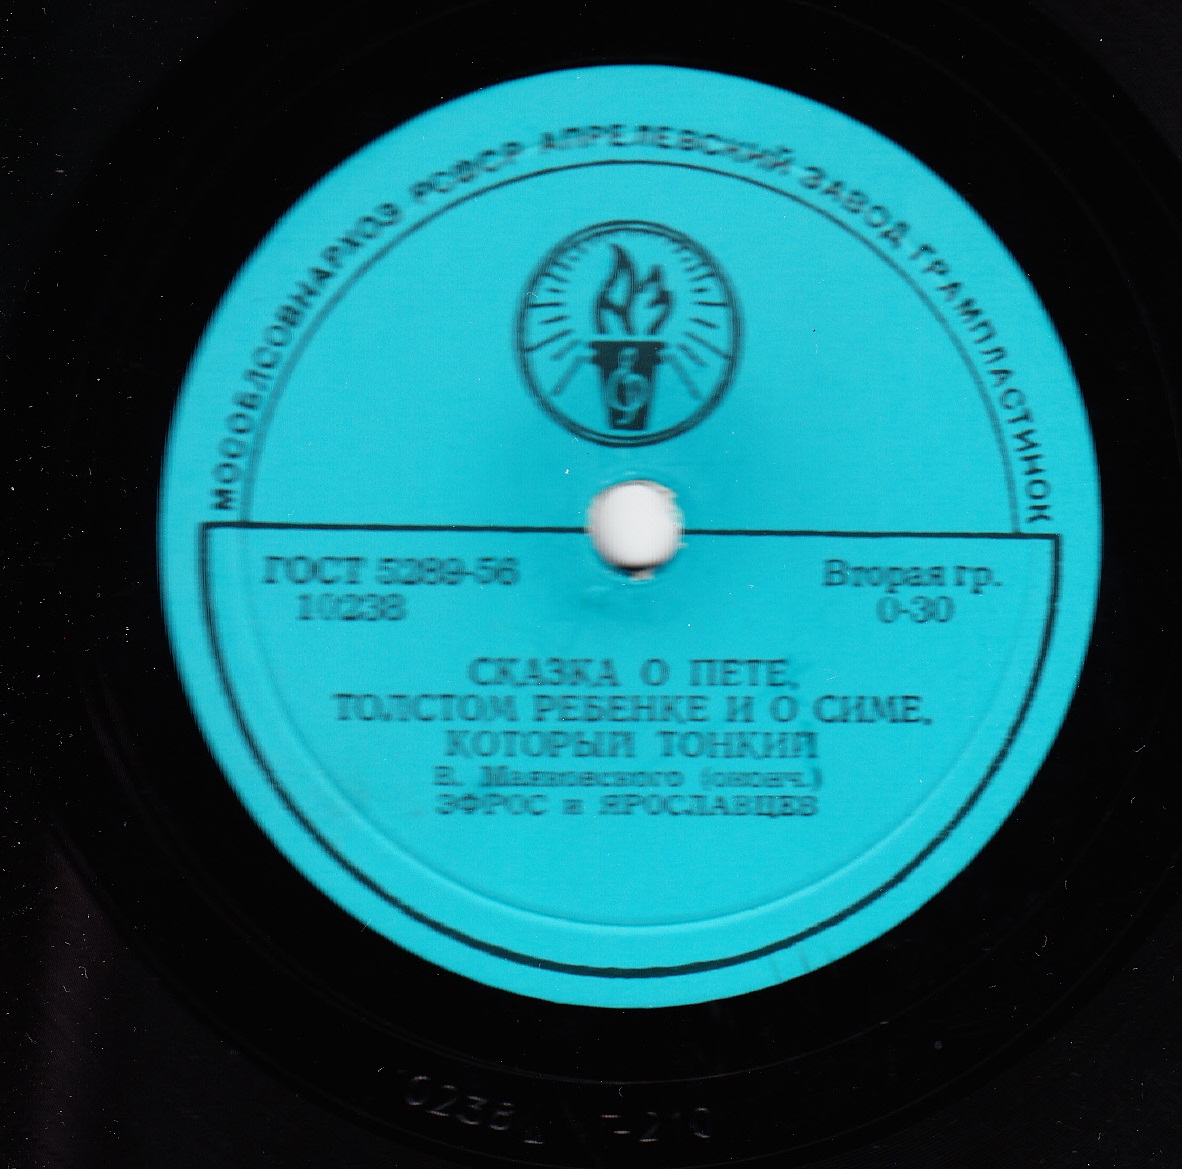 МОСОБЛСОВНАРХОЗ РСФСР АПРЕЛЕВСКИЙ ЗАВОД ГРАМПЛАСТИНОК
ГОСТ 5289-56
10238
Вторая гр.
0-30
СКАЗКА О ПЕТЕ,
ТОЛСТОМ РЕБЕНКЕ И О СИМЕ,
КОТОРЫЙ ТОНКИЙ
В. Маяковского (оконч.)
ЭФРОС и ЯРОСЛАВЦЕВ